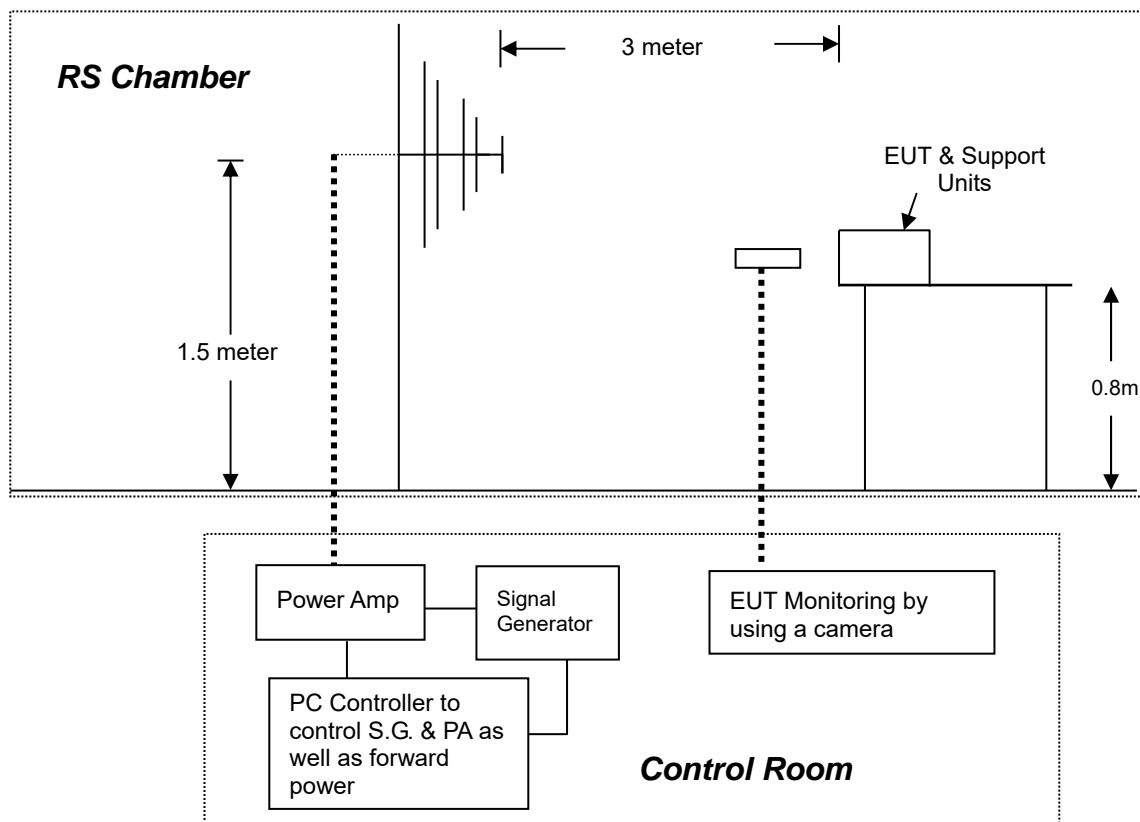 3 meter
RS Chamber
EUT & Support
Units
1.5 meter
0.8m
Power Amp
Signal
Generator
EUT Monitoring by
using a camera
PC Controller to
control S.G. & PA as
well as forward
power
Control Room